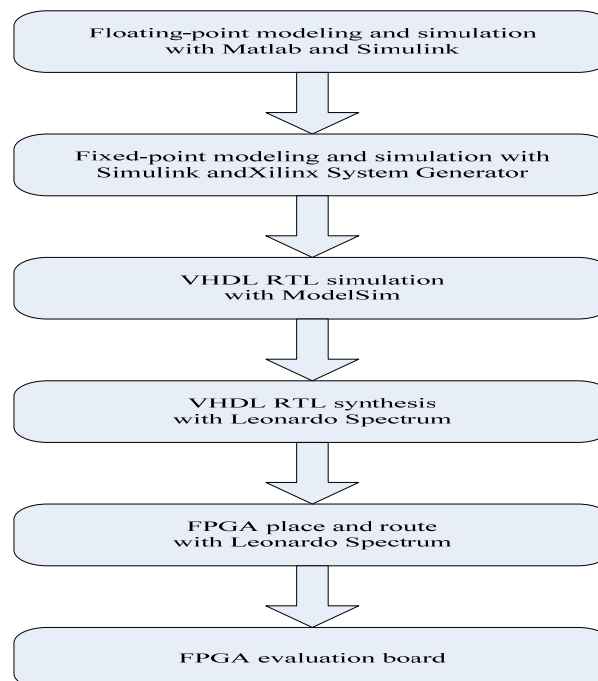 Floating-point modeling and simulation
with Matlab and Simulink
Fixed-point modeling and simulation with
Simulink andXilinx System Generator
VHDL RTL simulation
with ModelSim
VHDL RTL synthesis
with Leonardo Spectrum
FPGA place and route
with Leonardo Spectrum
FPGA evaluation board